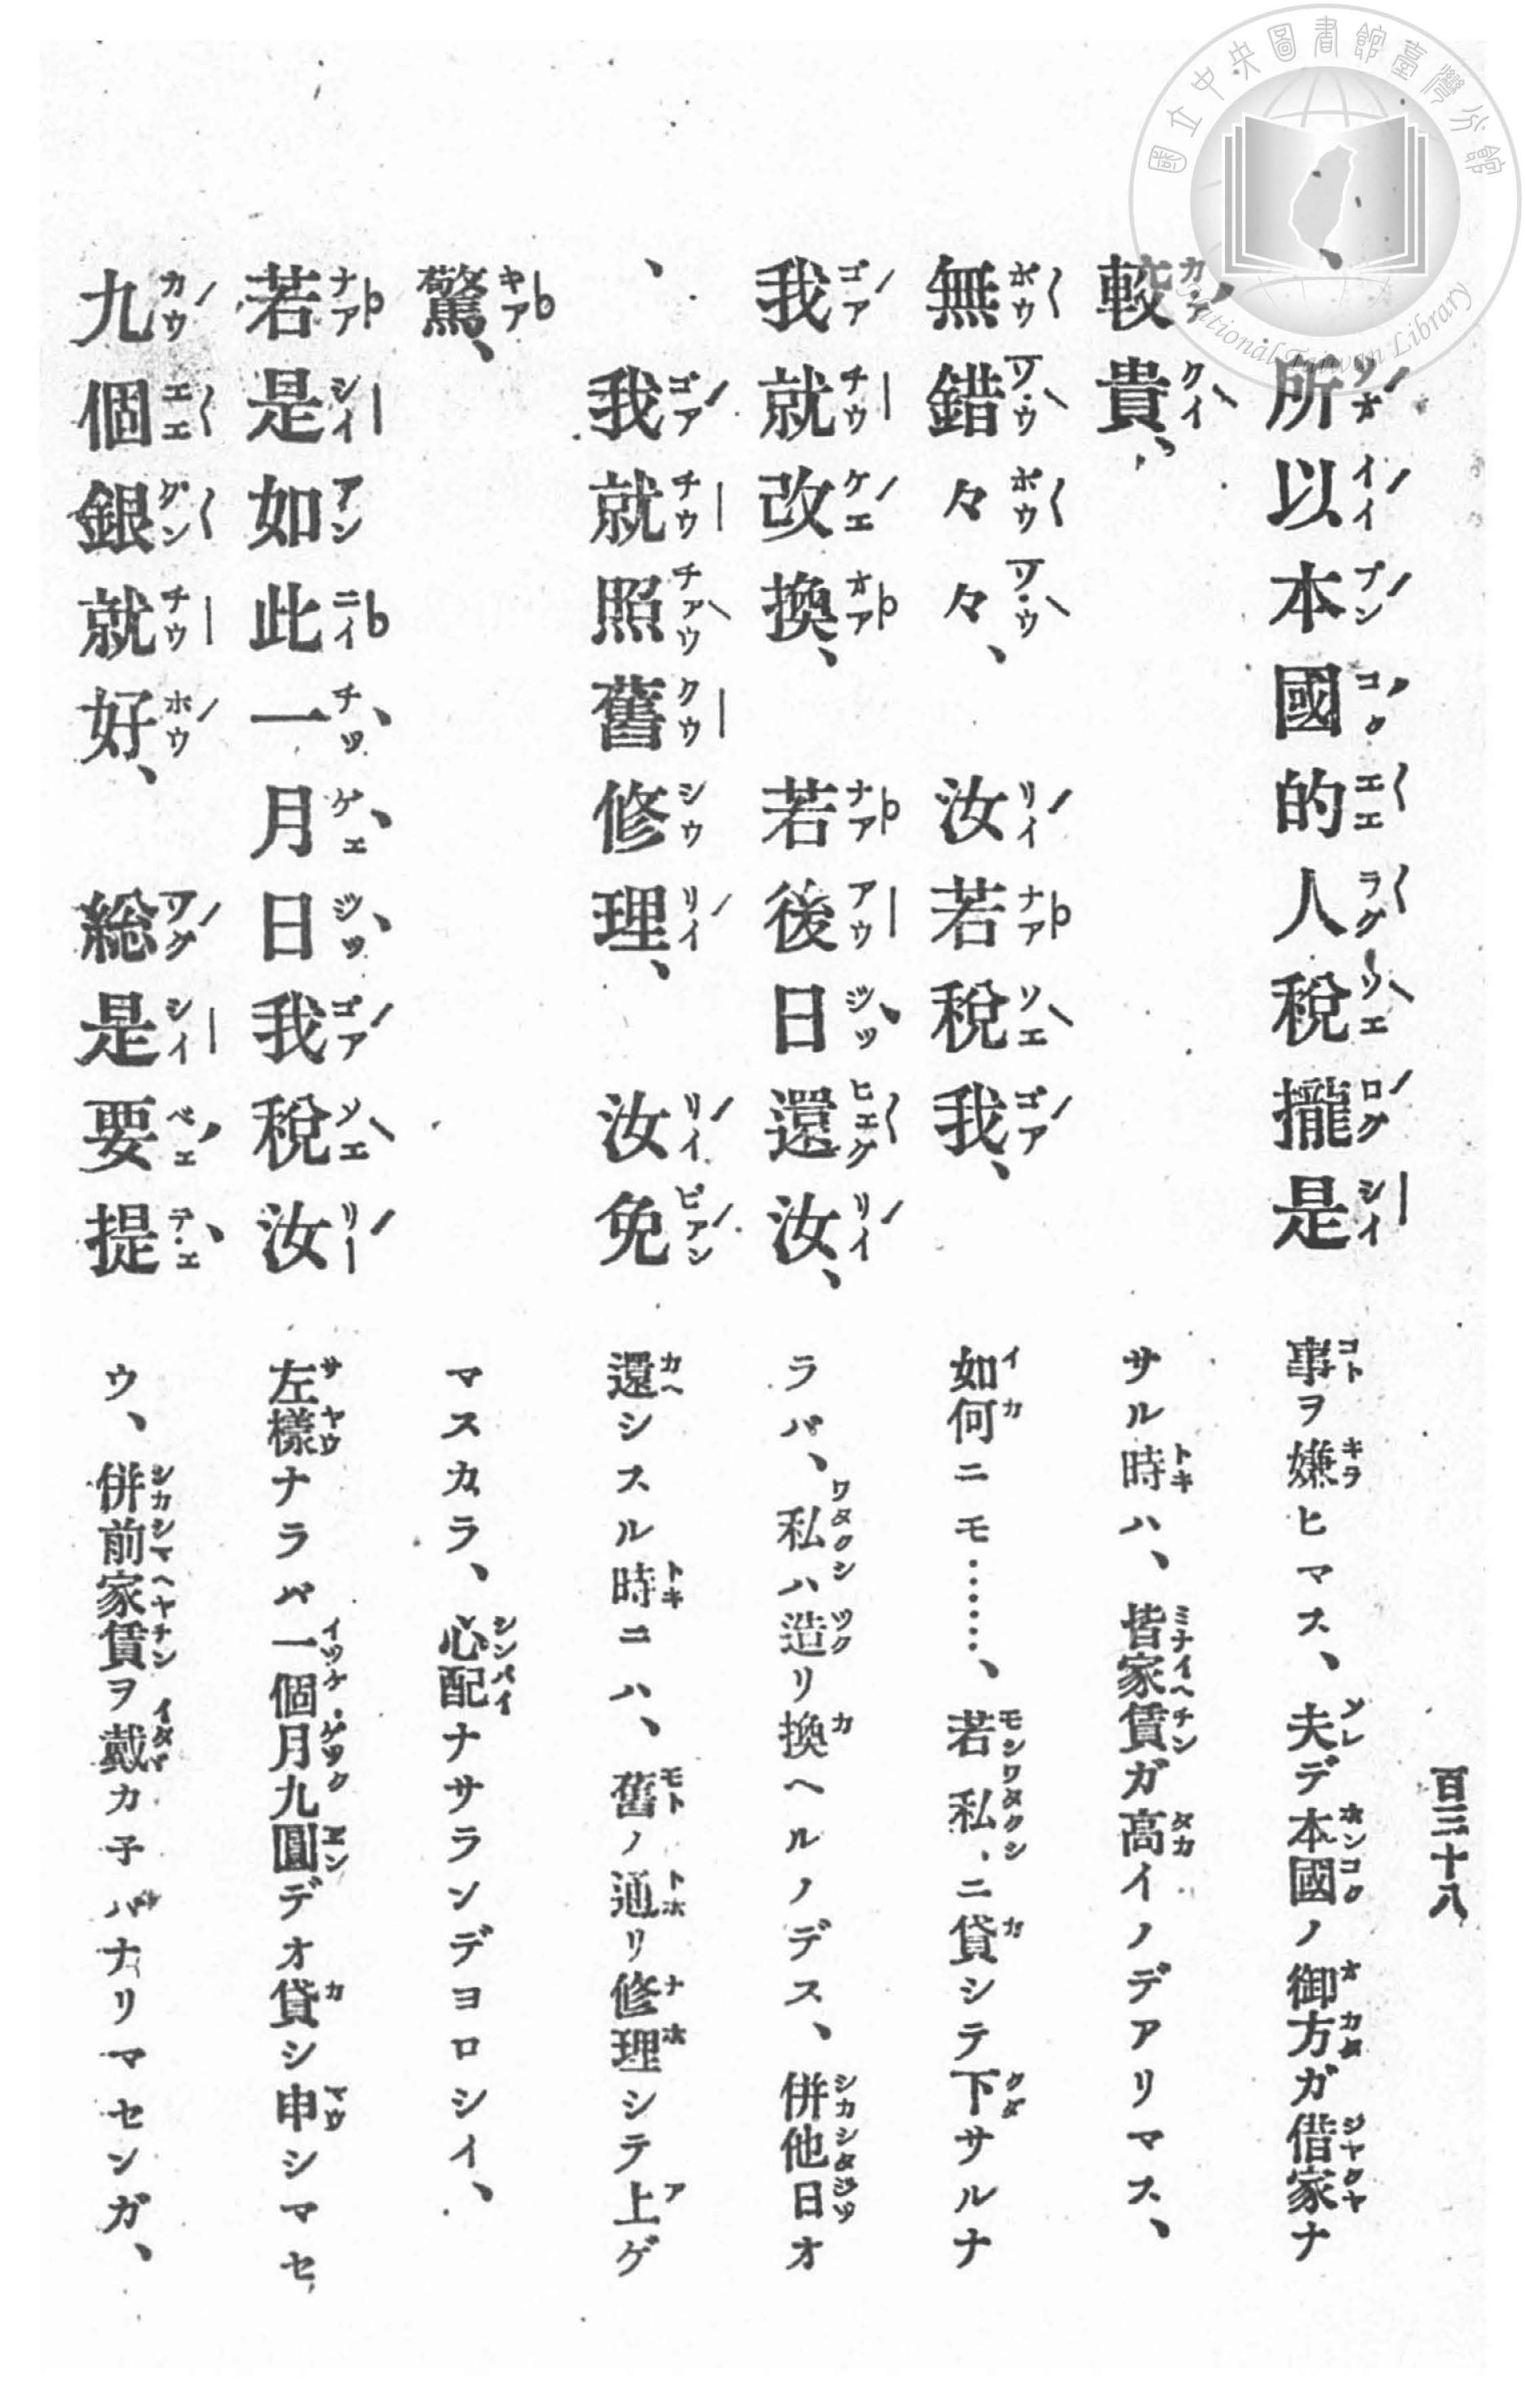 國立中央圖書館臺灣分館
National Taiwan Library
百三十八
、所以本國的人稅攏是
較貴、
無錯々々、汝若稅我、
我就改換、若後日還汝、
、我就照舊修理、汝免
驚、
若是如此一月日我稅汝
九個銀就好、総是要提
事ヲ嫌ヒマス、夫デ本國ノ御方ガ借家ナ
サル時ハ、皆家賃ガ高イノデアリマス、
如何ニモ……、若私ニ貸シテ下サルナ
ラバ、私ハ造リ換ヘルノデス、併他日オ
還シスル時ニハ、舊ノ通リ修理シテ上ゲ
マスカラ、心配ナサランデヨロシイ、
左樣ナラバ一個月九圓デオ貸シ申シマセ
ウ、併前家賃ヲ戴カ子バナリマセンガ、